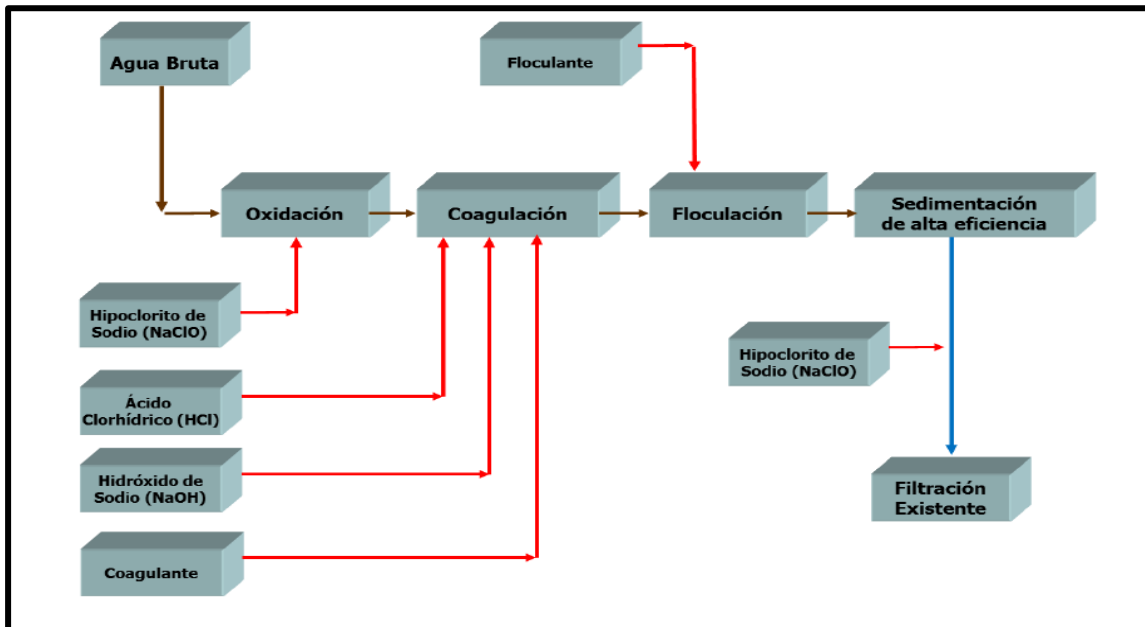 Agua Bruta
Floculante
Oxidación
Coagulación
Floculación
Sedimentación
de alta eficiencia
Hipoclorito de
Sodio (NaClO)
Hipoclorito de
Sodio (NaClO)
Ácido
Clorhídrico (HCl)
Hidróxido de
Sodio (NaOH)
Filtración
Existente
Coagulante